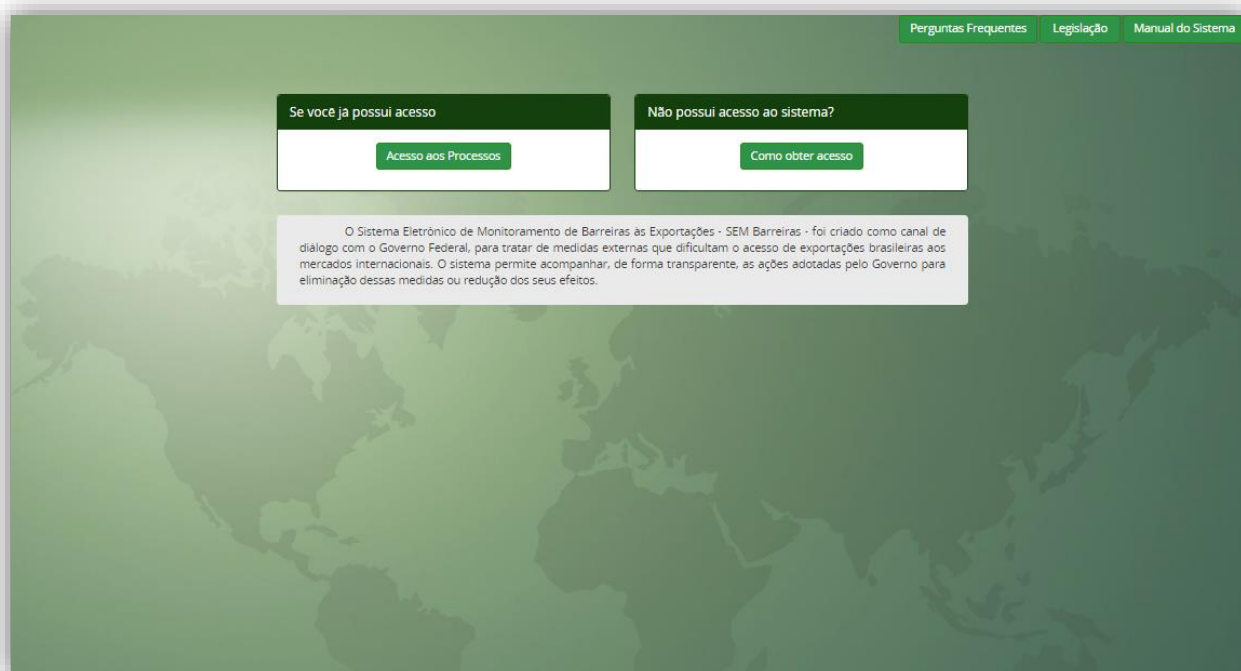 Perguntas Frequentes Legislação Manual do Sistema
Se você já possui acesso
Acesso aos Processos
Não possui acesso ao sistema?
Como obter acesso
O Sistema Eletrônico de Monitoramento de Barreiras às Exportações - SEM Barreiras - foi criado como canal de
diálogo com o Governo Federal, para tratar de medidas externas que dificultam o acesso de exportações brasileiras aos
mercados internacionais. O sistema permite acompanhar, de forma transparente, as ações adotadas pelo Governo para
eliminação dessas medidas ou redução dos seus efeitos.